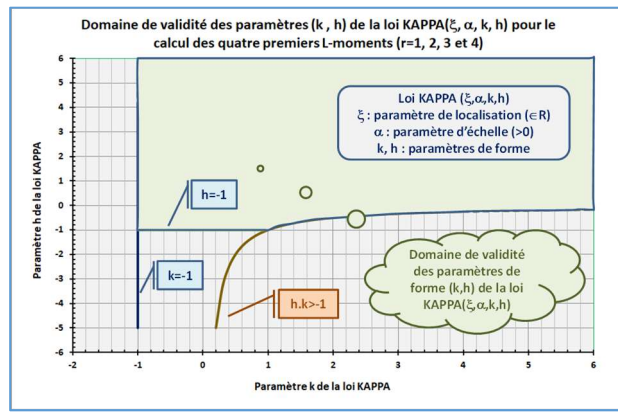 Domaine de validité des paramètres (k , h) de la loi KAPPA(ξ, α, k, h) pour le
calcul des quatre premiers L-moments (r=1, 2, 3 et 4)
Paramètre h de la loi KAPPA
6
5
4
3
2
1
0
-1
-2
-3
-4
-5
-6
Loi KAPPA (ξ,α,k,h)
ξ : paramètre de localisation (∈R)
α : paramètre d'échelle (>0)
k, h : paramètres de forme
h=-1
k=-1
h.k>-1
Domaine de validité
des paramètres de
forme (k,h) de la loi
KAPPA(ξ,α,k,h)
-2 -1 0 1 2 3 4 5 6
Paramètre k de la loi KAPPA